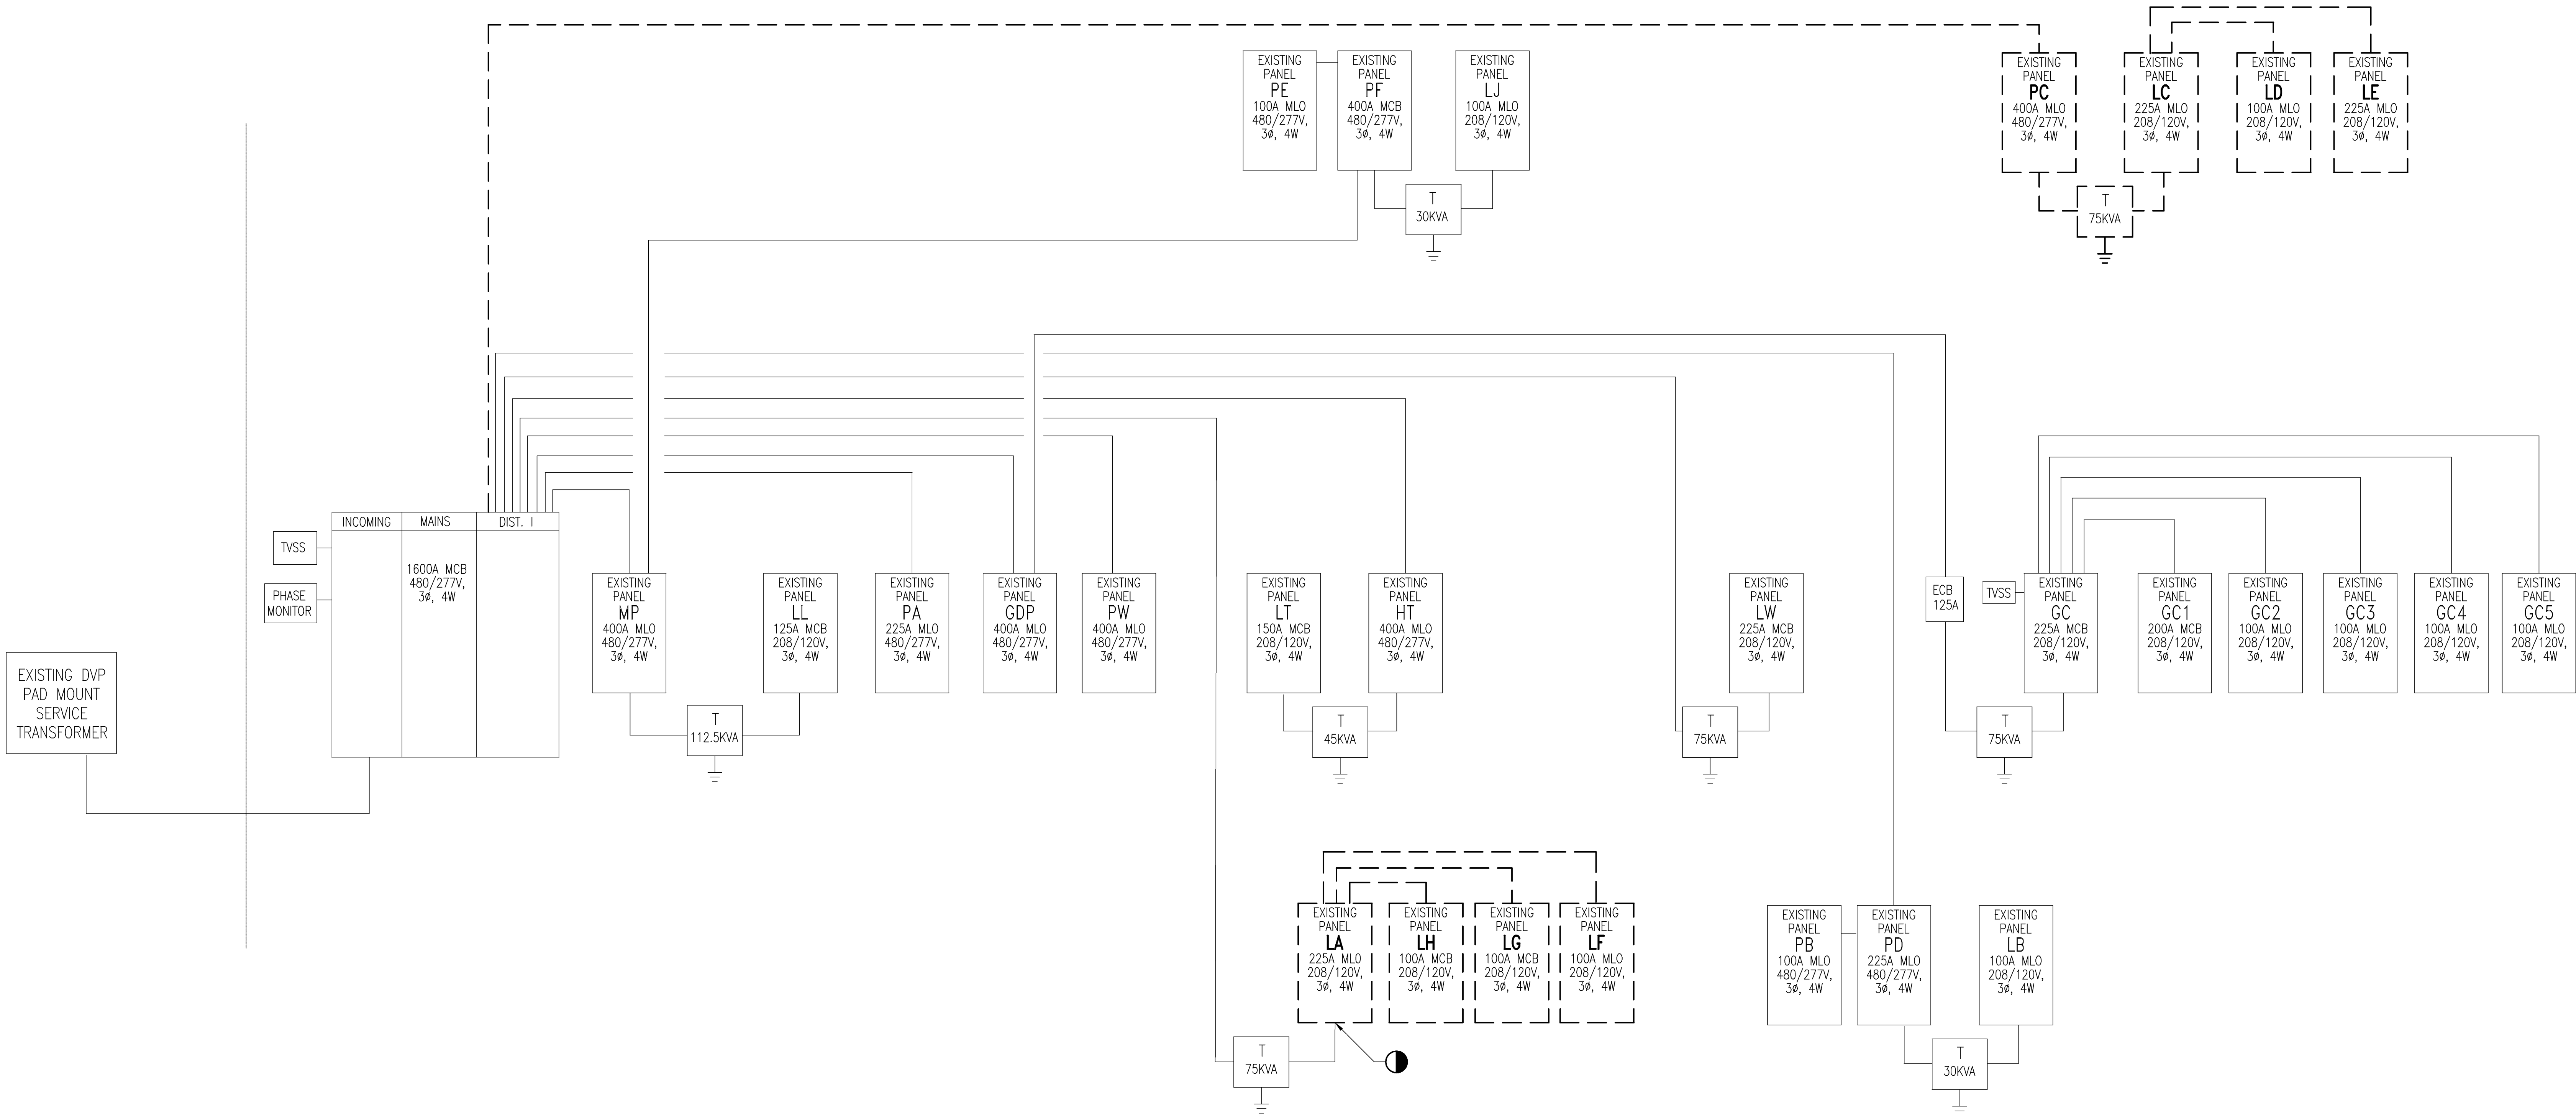 EXISTING
PANEL
PE
100A MLO
480/277V,
3ø, 4W
EXISTING
PANEL
PF
400A MCB
480/277V,
3ø, 4W
EXISTING
PANEL
LJ
100A MLO
208/120V,
3ø, 4W
T
30KVA
EXISTING
PANEL
PC
400A MLO
480/277V,
3ø, 4W
EXISTING
PANEL
LC
225A MLO
208/120V,
3ø, 4W
EXISTING
PANEL
LD
100A MLO
208/120V,
3ø, 4W
EXISTING
PANEL
LE
225A MLO
208/120V,
3ø, 4W
T
75KVA
EXISTING DVP
PAD MOUNT
SERVICE
TRANSFORMER
TVSS
PHASE
MONITOR
INCOMING
MAINS
1600A MCB
480/277V,
3ø, 4W
DIST. I
EXISTING
PANEL
MP
400A MLO
480/277V,
3ø, 4W
T
112.5KVA
EXISTING
PANEL
LL
125A MCB
208/120V,
3ø, 4W
EXISTING
PANEL
PA
225A MLO
480/277V,
3ø, 4W
EXISTING
PANEL
GDP
400A MLO
480/277V,
3ø, 4W
EXISTING
PANEL
PW
400A MLO
480/277V,
3ø, 4W
EXISTING
PANEL
LT
150A MCB
208/120V,
3ø, 4W
T
45KVA
EXISTING
PANEL
HT
400A MLO
480/277V,
3ø, 4W
T
75KVA
EXISTING
PANEL
LW
225A MCB
208/120V,
3ø, 4W
ECB
125A
T
75KVA
TVSS
EXISTING
PANEL
GC
225A MCB
208/120V,
3ø, 4W
EXISTING
PANEL
GC1
200A MCB
208/120V,
3ø, 4W
EXISTING
PANEL
GC2
100A MLO
208/120V,
3ø, 4W
EXISTING
PANEL
GC3
100A MLO
208/120V,
3ø, 4W
EXISTING
PANEL
GC4
100A MLO
208/120V,
3ø, 4W
EXISTING
PANEL
GC5
100A MLO
208/120V,
3ø, 4W
EXISTING
PANEL
LA
225A MLO
208/120V,
3ø, 4W
EXISTING
PANEL
LH
100A MCB
208/120V,
3ø, 4W
EXISTING
PANEL
LG
100A MCB
208/120V,
3ø, 4W
EXISTING
PANEL
LF
100A MLO
208/120V,
3ø, 4W
T
75KVA
EXISTING
PANEL
PB
100A MLO
480/277V,
3ø, 4W
EXISTING
PANEL
PD
225A MLO
480/277V,
3ø, 4W
EXISTING
PANEL
LB
100A MLO
208/120V,
3ø, 4W
T
30KVA